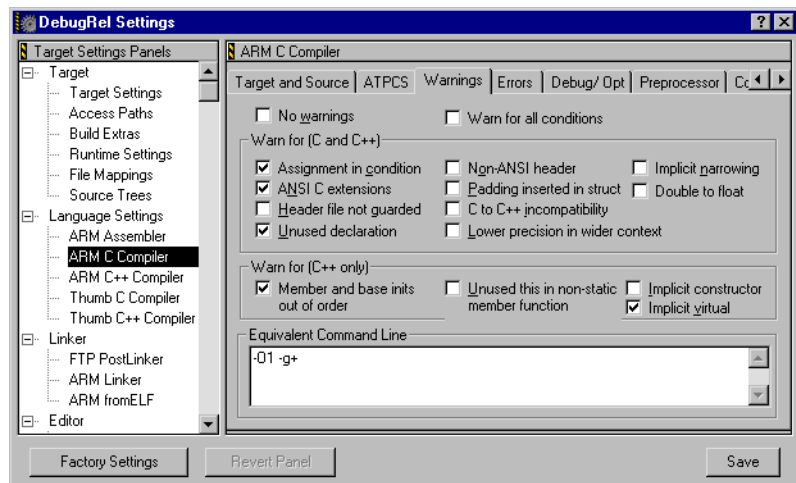 DebugRel Settings
Target Settings Panels
Target
Target Settings
Access Paths
Build Extras
Runtime Settings
File Mappings
Source Trees
Language Settings
ARM Assembler
ARM C Compiler
ARM C++ Compiler
Thumb C Compiler
Thumb C++ Compiler
Linker
FTP PostLinker
ARM Linker
ARM fromELF
Editor
ARM C Compiler
Target and Source ATPCS Warnings Errors Debug/ Opt Preprocessor
No warnings Warn for all conditions
Warn for (C and C++)
Assignment in condition Non-ANSI header Implicit narrowing
ANSI C extensions Padding inserted in struct Double to float
Header file not guarded C to C++ incompatibility
Unused declaration Lower precision in wider context
Warn for (C++ only)
Member and base inits Unused this in non-static Implicit constructor
out of order member function Implicit virtual
Equivalent Command Line
-O1 -g+
Factory Settings Revert Panel Save